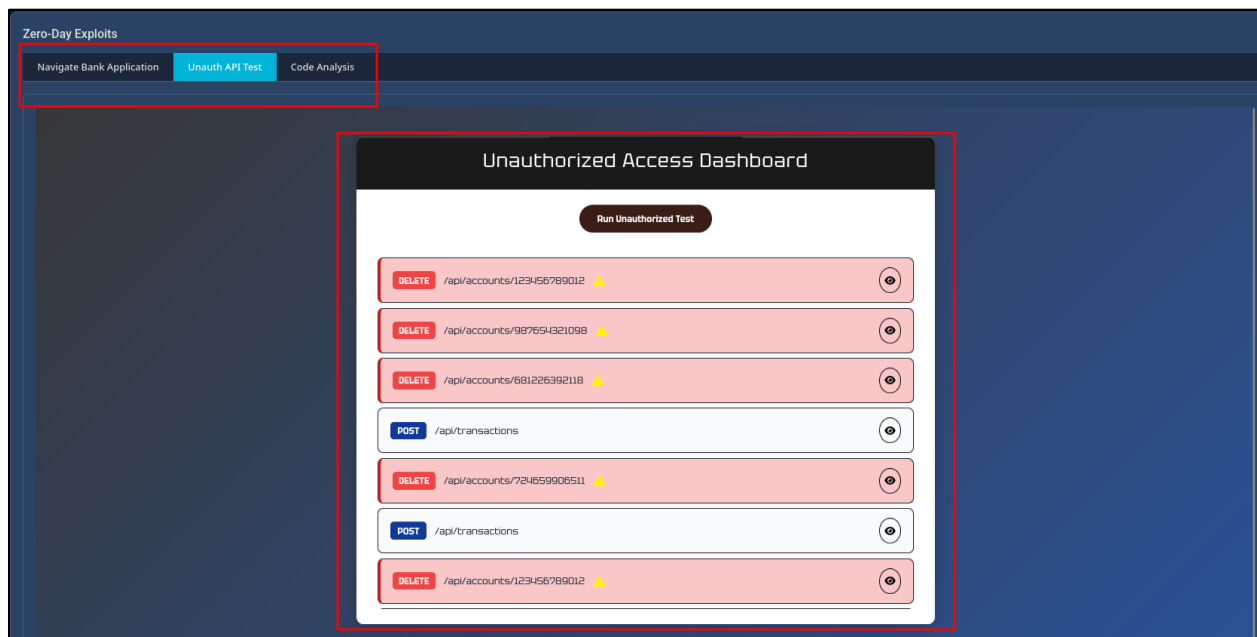 Zero-Day Exploits
Navigate Bank Application Unauth API Test Code Analysis
Unauthorized Access Dashboard
Run Unauthorized Test
DELETE /api/accounts/123456789012
DELETE /api/accounts/987654321098
DELETE /api/accounts/681226392118
POST /api/transactions
DELETE /api/accounts/724659906511
POST /api/transactions
DELETE /api/accounts/123456789012